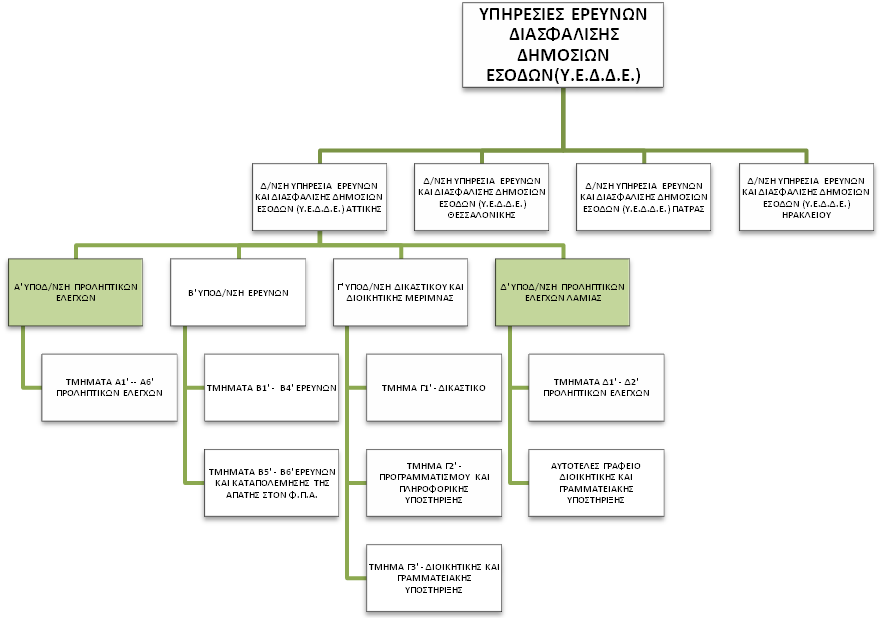 ΥΠΗΡΕΣΙΕΣ ΕΡΕΥΝΩΝ
ΔΙΑΣΦΑΛΙΣΗΣ
ΔΗΜΟΣΙΩΝ
ΕΣΟΔΩΝ(Υ.Ε.Δ.Δ.Ε.)
Δ/ΝΣΗ ΥΠΗΡΕΣΙΑ ΕΡΕΥΝΩΝ
ΚΑΙ ΔΙΑΣΦΑΛΙΣΗΣ ΔΗΜΟΣΙΩΝ
ΕΣΟΔΩΝ (Υ.Ε.Δ.Δ.Ε.) ΑΤΤΙΚΗΣ
Δ/ΝΣΗ ΥΠΗΡΕΣΙΑ ΕΡΕΥΝΩΝ
ΚΑΙ ΔΙΑΣΦΑΛΙΣΗΣ ΔΗΜΟΣΙΩΝ
ΕΣΟΔΩΝ (Υ.Ε.Δ.Δ.Ε.)
ΘΕΣΣΑΛΟΝΙΚΗΣ
Δ/ΝΣΗ ΥΠΗΡΕΣΙΑ ΕΡΕΥΝΩΝ
ΚΑΙ ΔΙΑΣΦΑΛΙΣΗΣ ΔΗΜΟΣΙΩΝ
ΕΣΟΔΩΝ (Υ.Ε.Δ.Δ.Ε.) ΠΑΤΡΑΣ
Δ/ΝΣΗ ΥΠΗΡΕΣΙΑ ΕΡΕΥΝΩΝ
ΚΑΙ ΔΙΑΣΦΑΛΙΣΗΣ ΔΗΜΟΣΙΩΝ
ΕΣΟΔΩΝ (Υ.Ε.Δ.Δ.Ε.)
ΗΡΑΚΛΕΙΟΥ
Α' ΥΠΟΔ/ΝΣΗ ΠΡΟΛΗΠΤΙΚΩΝ
ΕΛΕΓΧΩΝ
Β' ΥΠΟΔ/ΝΣΗ ΕΡΕΥΝΩΝ
Γ'ΥΠΟΔ/ΝΣΗ ΔΙΚΑΣΤΙΚΟΥ ΚΑΙ
ΔΙΟΙΚΗΤΙΚΗΣ ΜΕΡΙΜΝΑΣ
Δ' ΥΠΟΔ/ΝΣΗ ΠΡΟΛΗΠΤΙΚΩΝ
ΕΛΕΓΧΩΝ ΛΑΜΙΑΣ
ΤΜΗΜΑΤΑ Α1' -- Α6'
ΠΡΟΛΗΠΤΙΚΩΝ ΕΛΕΓΧΩΝ
ΤΜΗΜΑΤΑ Β1' - Β4' ΕΡΕΥΝΩΝ
ΤΜΗΜΑ Γ1' - ΔΙΚΑΣΤΙΚΟ
ΤΜΗΜΑΤΑ Δ1' - Δ2'
ΠΡΟΛΗΠΤΙΚΩΝ ΕΛΕΓΧΩΝ
ΤΜΗΜΑΤΑ Β5' - Β6' ΕΡΕΥΝΩΝ
ΚΑΙ ΚΑΤΑΠΟΛΕΜΗΣΗΣ ΤΗΣ
ΑΠΑΤΗΣ ΣΤΟΝ Φ.Π.Α.
ΤΜΗΜΑ Γ2' -
ΠΡΟΓΡΑΜΜΑΤΙΣΜΟΥ ΚΑΙ
ΠΛΗΡΟΦΟΡΙΚΗΣ
ΥΠΟΣΤΗΡΙΞΗΣ
ΑΥΤΟΤΕΛΕΣ ΓΡΑΦΕΙΟ
ΔΙΟΙΚΗΤΙΚΗΣ ΚΑΙ
ΓΡΑΜΜΑΤΕΙΑΚΗΣ
ΥΠΟΣΤΗΡΙΞΗΣ
ΤΜΗΜΑ Γ3' - ΔΙΟΙΚΗΤΙΚΗΣ ΚΑΙ
ΓΡΑΜΜΑΤΕΙΑΚΗΣ
ΥΠΟΣΤΗΡΙΞΗΣ